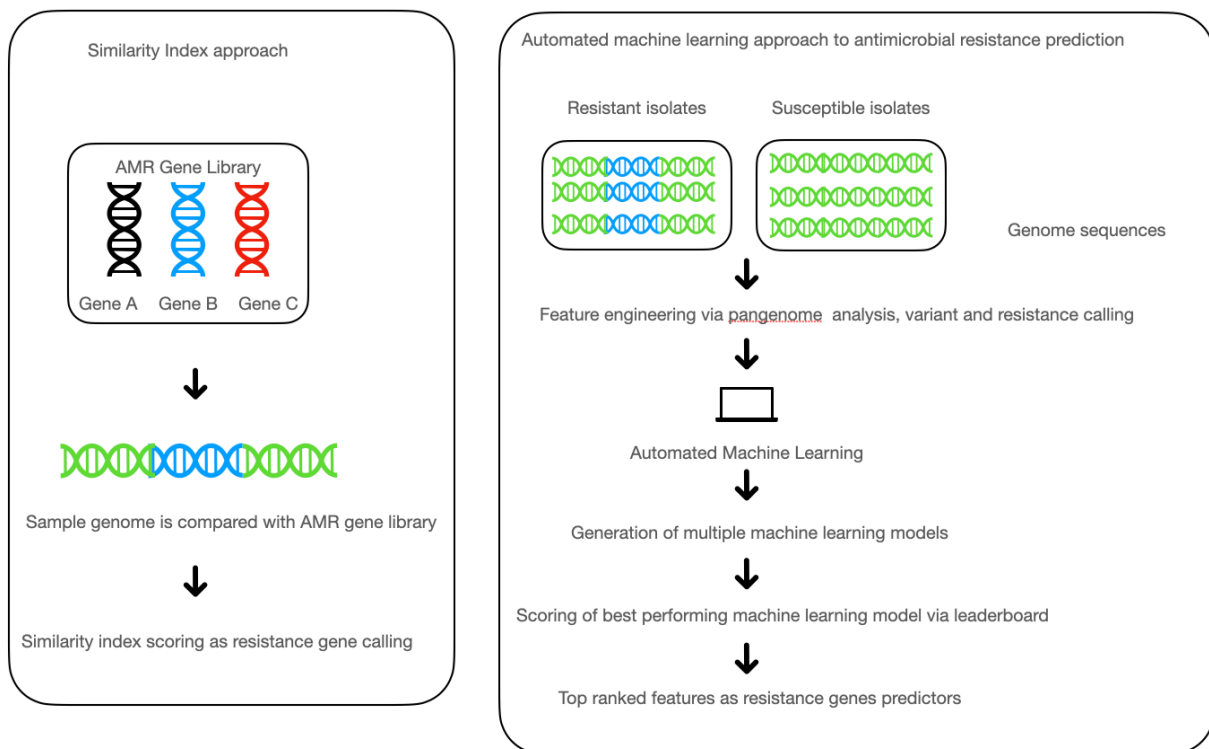 Similarity Index approach
AMR Gene Library
Gene A
Gene B
Gene C
Sample genome is compared with AMR gene library
Similarity index scoring as resistance gene calling
Automated machine learning approach to antimicrobial resistance prediction
Resistant isolates
Susceptible isolates
Genome sequences
Feature engineering via pangenome analysis, variant and resistance calling
Automated Machine Learning
Generation of multiple machine learning models
Scoring of best performing machine learning model via leaderboard
Top ranked features as resistance genes predictors